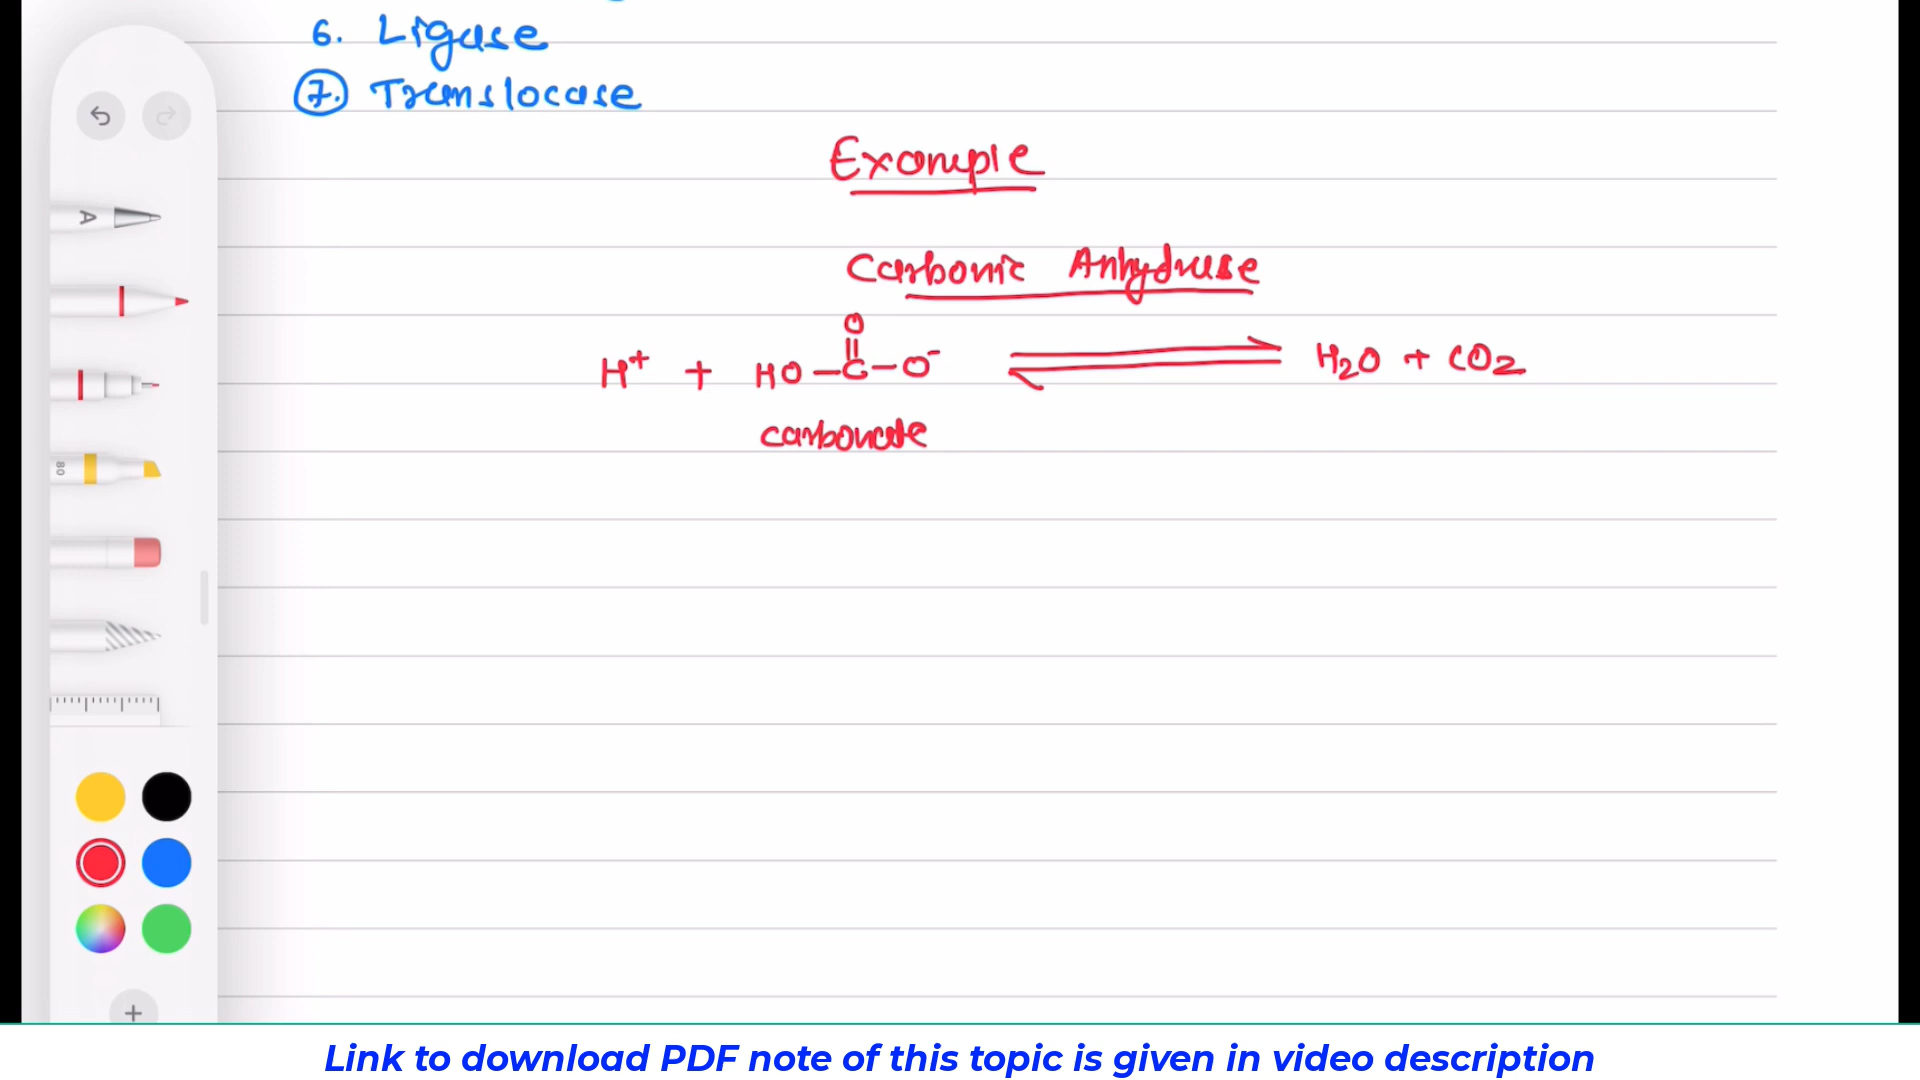 6. Ligase
7. Translocase
Example
Carbonic Anhydrase
O
H+ + HO–C–O- ⇌ H2O + CO2
carbonate
A
80
Link to download PDF note of this topic is given in video description